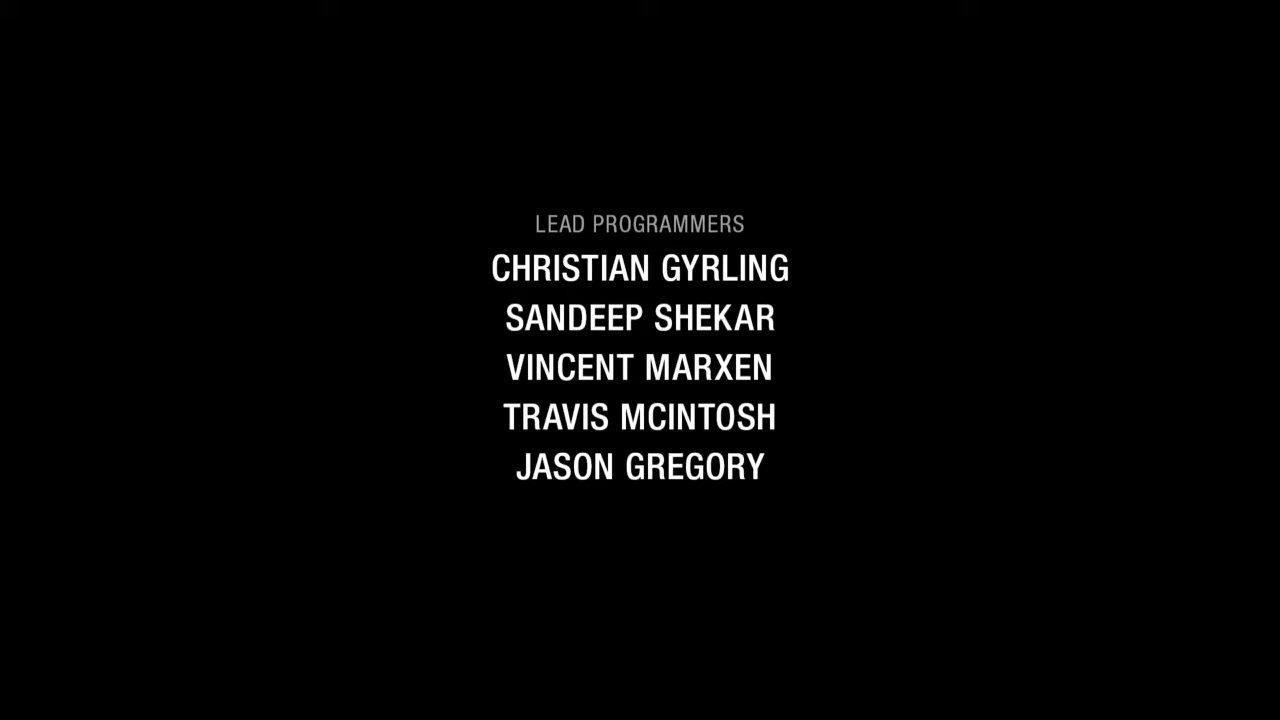 LEAD PROGRAMMERS
CHRISTIAN GYRLING
SANDEEP SHEKAR
VINCENT MARXEN
TRAVIS MCINTOSH
JASON GREGORY